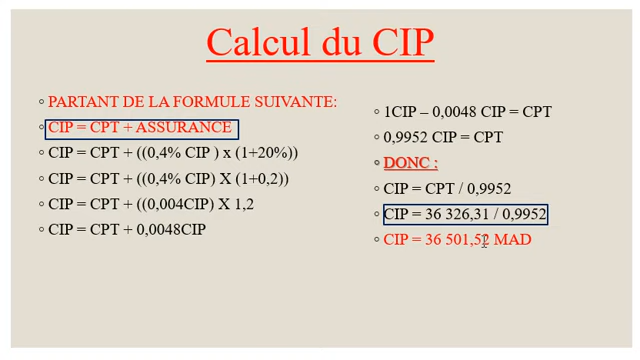 Calcul du CIP
◦ PARTANT DE LA FORMULE SUIVANTE:
◦ CIP = CPT + ASSURANCE
◦ CIP = CPT + ((0,4% CIP ) x (1+20%))
◦ CIP = CPT + ((0,4% CIP) X (1+0,2))
◦ CIP = CPT + ((0,004CIP) X 1,2
◦ CIP = CPT + 0,0048CIP
◦ 1CIP – 0,0048 CIP = CPT
◦ 0,9952 CIP = CPT
◦ DONC :
◦ CIP = CPT / 0,9952
◦ CIP = 36 326,31 / 0,9952
◦ CIP = 36 501,52 MAD